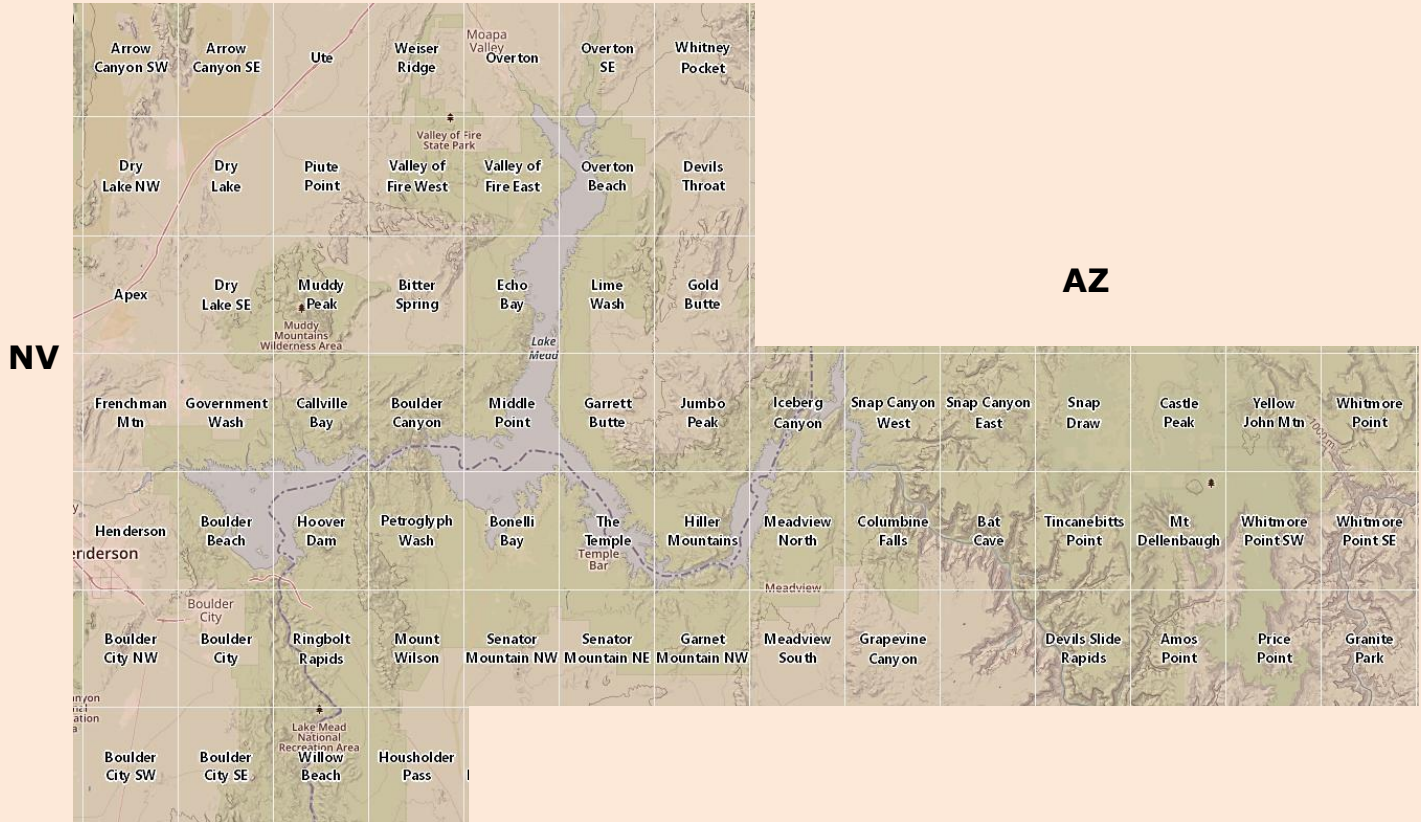 Arrow
Canyon SW
Arrow
Canyon SE
Ute
Weiser
Ridge
Moapa
Valley
Overton
Overton
SE
Whitney
Pocket
Valley of Fire
State Park
Dry
Lake NW
Dry
Lake
Piute
Point
Valley of
Fire West
Valley of
Fire East
Overton
Beach
Devils
Throat
AZ
Apex
Dry
Lake SE
Muddy
Peak
Muddy
Mountains
Wilderness Area
Bitter
Spring
Echo
Bay
Lime
Wash
Gold
Butte
Lake
Mead
NV
Frenchman
Mtn
Government
Wash
Callville
Bay
Boulder
Canyon
Middle
Point
Garrett
Butte
Jumbo
Peak
Iceberg
Canyon
Snap Canyon
West
Snap Canyon
East
Snap
Draw
Castle
Peak
Yellow
John Mtn
Whitmore
Point
1000 m
Henderson
enderson
Boulder
Beach
Hoover
Dam
Petroglyph
Wash
Bonelli
Bay
The
Temple
Temple
Bar
Hiller
Mountains
Meadview
North
Meadview
Columbine
Falls
Bat
Cave
Tincanebitts
Point
Mt
Dellenbaugh
Whitmore
Point SW
Whitmore
Point SE
Boulder
City
Boulder
City NW
Boulder
City
Ringbolt
Rapids
Mount
Wilson
Senator
Mountain NW
Senator
Mountain NE
Garnet
Mountain NW
Meadview
South
Grapevine
Canyon
Devils Slide
Rapids
Amos
Point
Price
Point
Granite
Park
anyon
nal
ation
a
Lake Mead
National
Recreation Area
Boulder
City SW
Boulder
City SE
Willow
Beach
Housholder
Pass